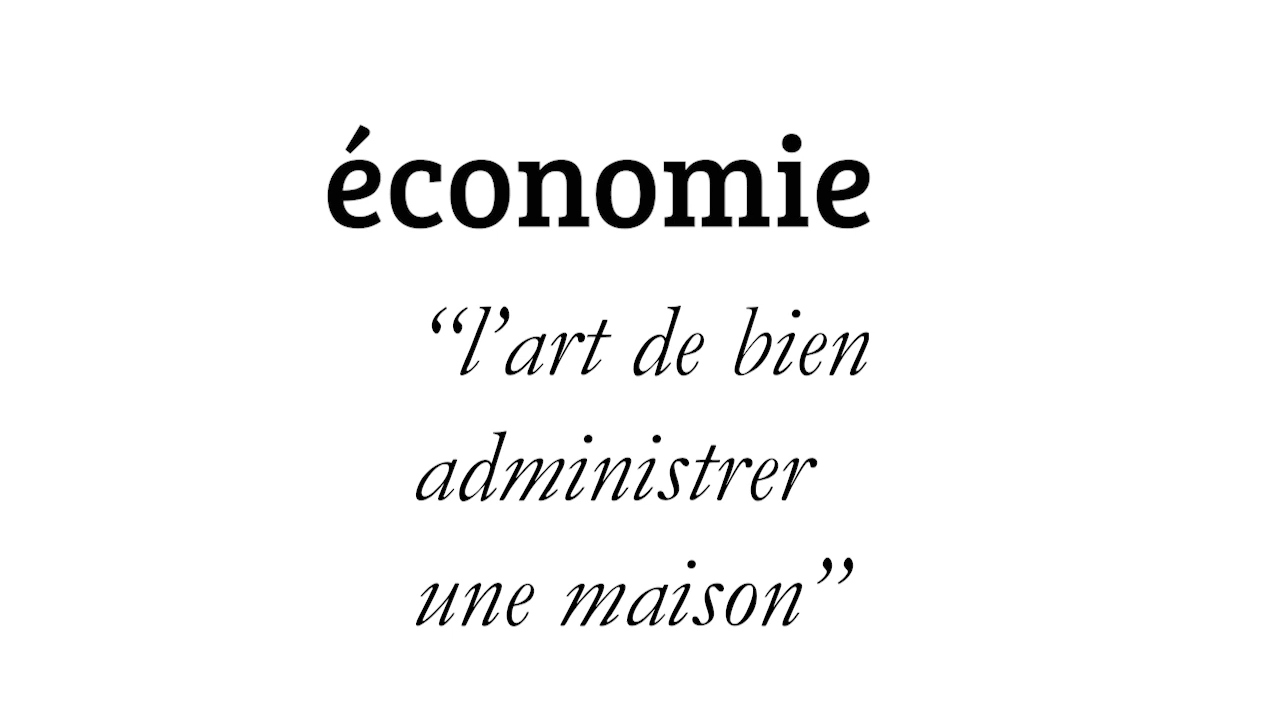 économie
“l’art de bien
administrer
une maison”